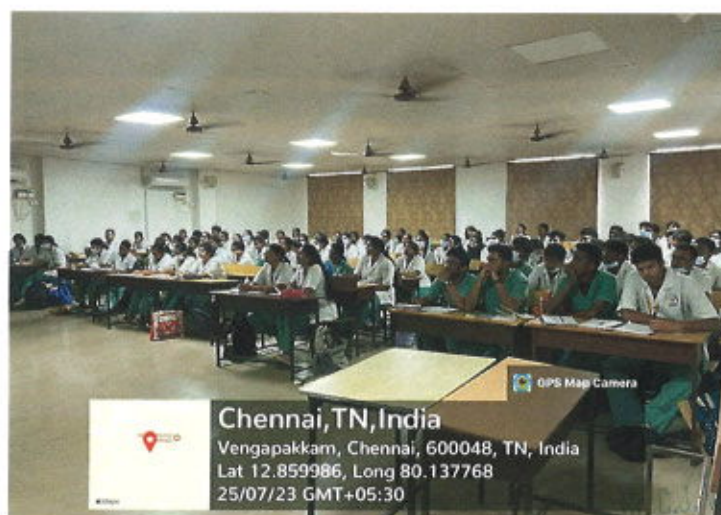 GPS Map Camera
Chennai,TN,India
Vengapakkam, Chennai, 600048, TN, India
Lat 12.859986, Long 80.137768
25/07/23 GMT+05:30